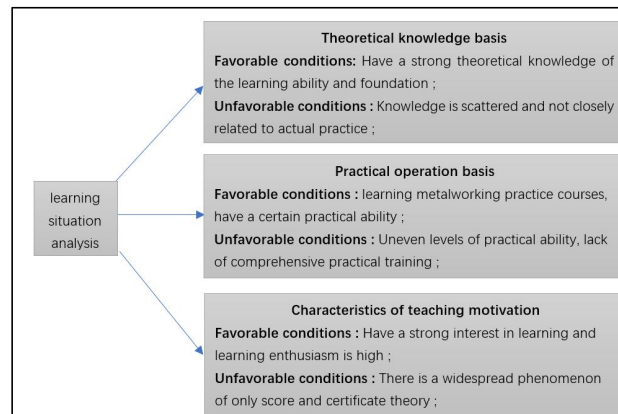 Theoretical knowledge basis
Favorable conditions: Have a strong theoretical knowledge of
the learning ability and foundation ;
Unfavorable conditions : Knowledge is scattered and not closely
related to actual practice ;
learning
situation
analysis
Practical operation basis
Favorable conditions : learning metalworking practice courses,
have a certain practical ability ;
Unfavorable conditions : Uneven levels of practical ability, lack
of comprehensive practical training ;
Characteristics of teaching motivation
Favorable conditions : Have a strong interest in learning and
learning enthusiasm is high ;
Unfavorable conditions : There is a widespread phenomenon
of only score and certificate theory ;